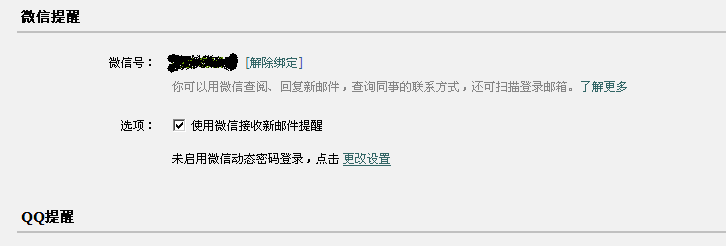 微信提醒
微信号： [解除绑定]
你可以用微信查阅、回复新邮件，查询同事的联系方式，还可扫描登录邮箱。了解更多
选项： 使用微信接收新邮件提醒
未启用微信动态密码登录，点击 更改设置
QQ提醒